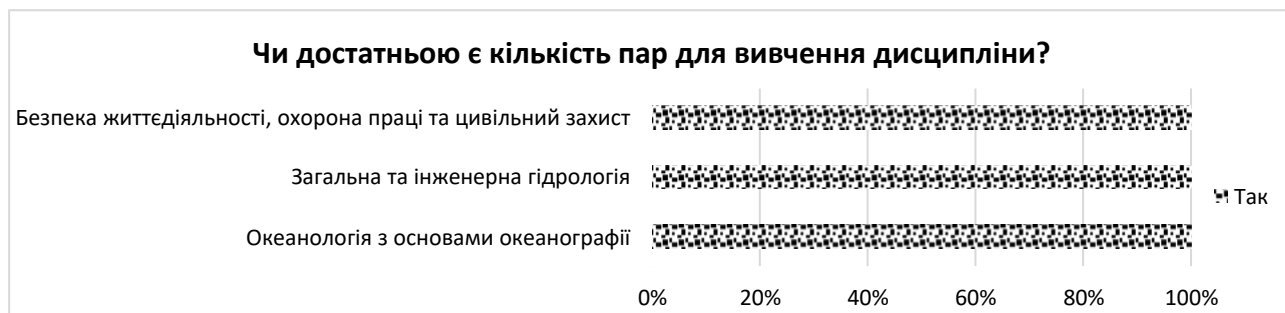 Чи достатньою є кількість пар для вивчення дисципліни?
Безпека життєдіяльності, охорона праці та цивільний захист
Загальна та інженерна гідрологія
Океанологія з основами океанографії
Так
0% 20% 40% 60% 80% 100%